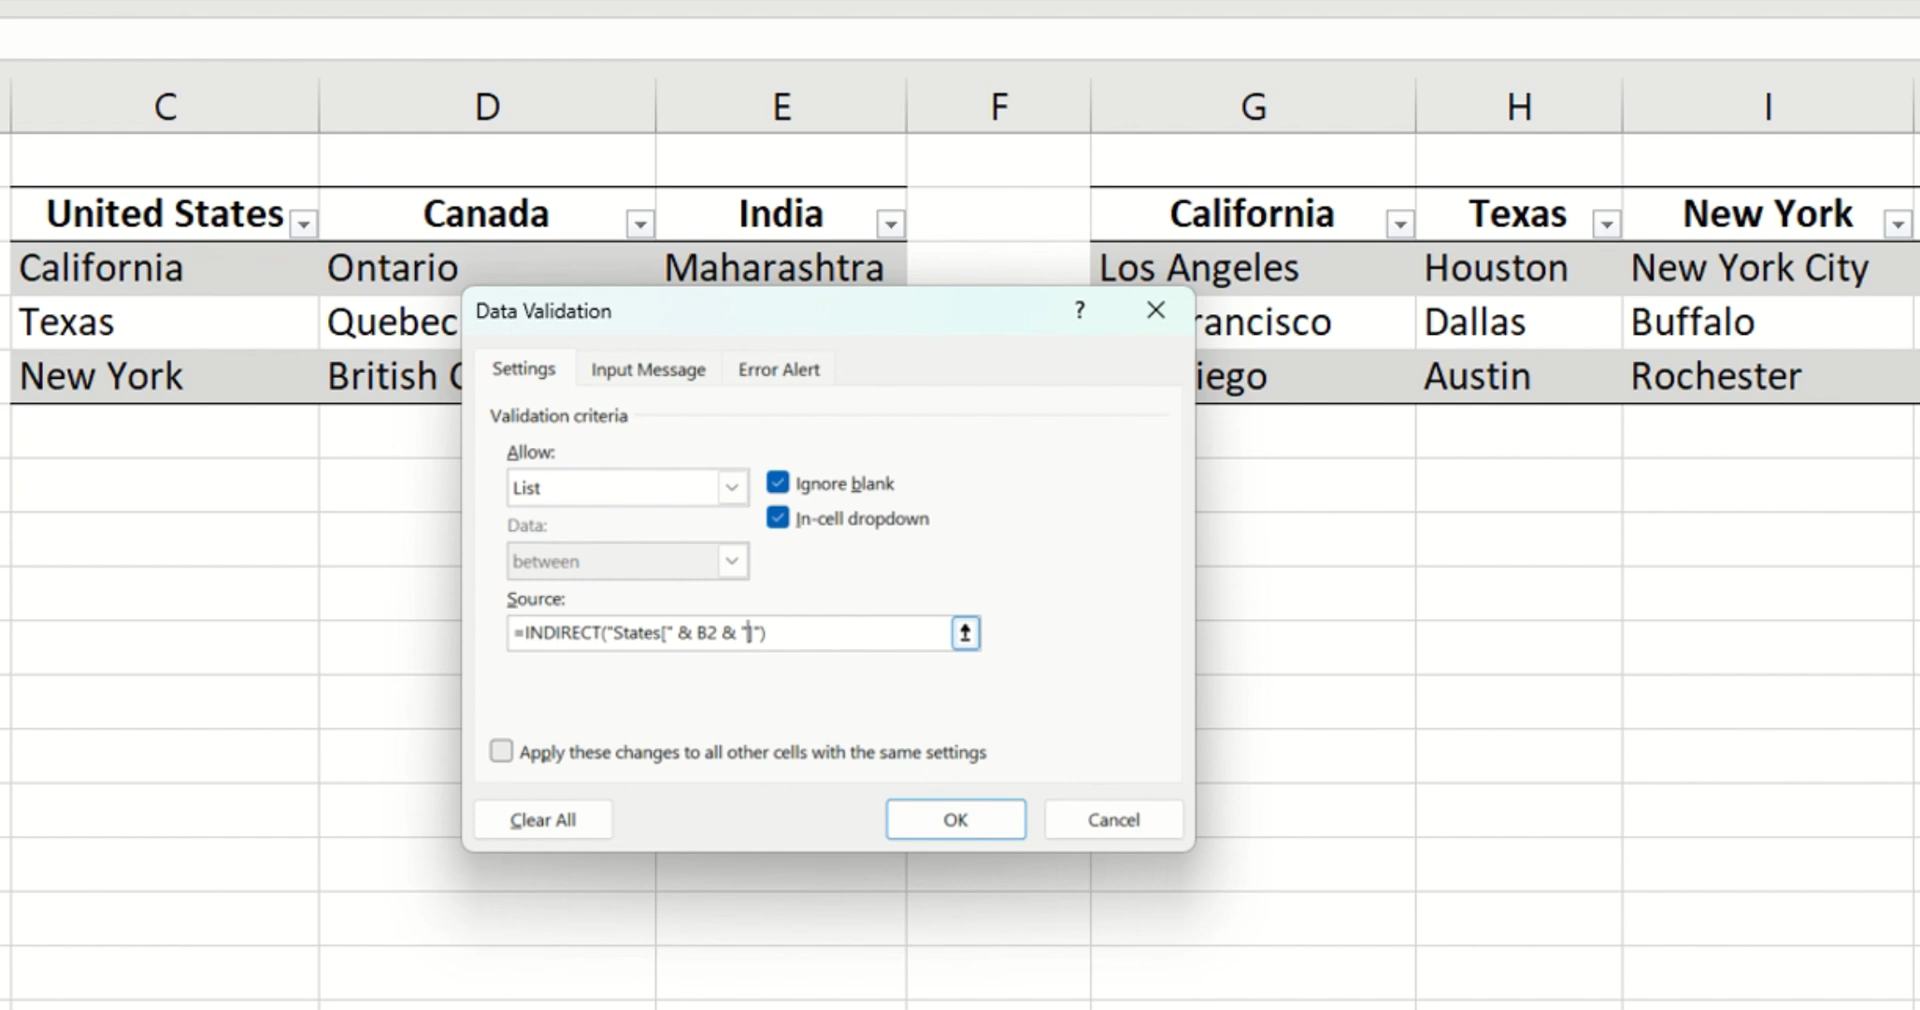 C D E F G H I
United States Canada India California Texas New York
California Ontario Maharashtra Los Angeles Houston New York City
Texas Quebec rancisco Dallas Buffalo
New York British iego Austin Rochester
Data Validation ? ×
Settings Input Message Error Alert
Validation criteria
Allow:
List
Ignore blank
Data:
In-cell dropdown
between
Source:
=INDIRECT("States[" & B2 & "]")
Apply these changes to all other cells with the same settings
Clear All OK Cancel